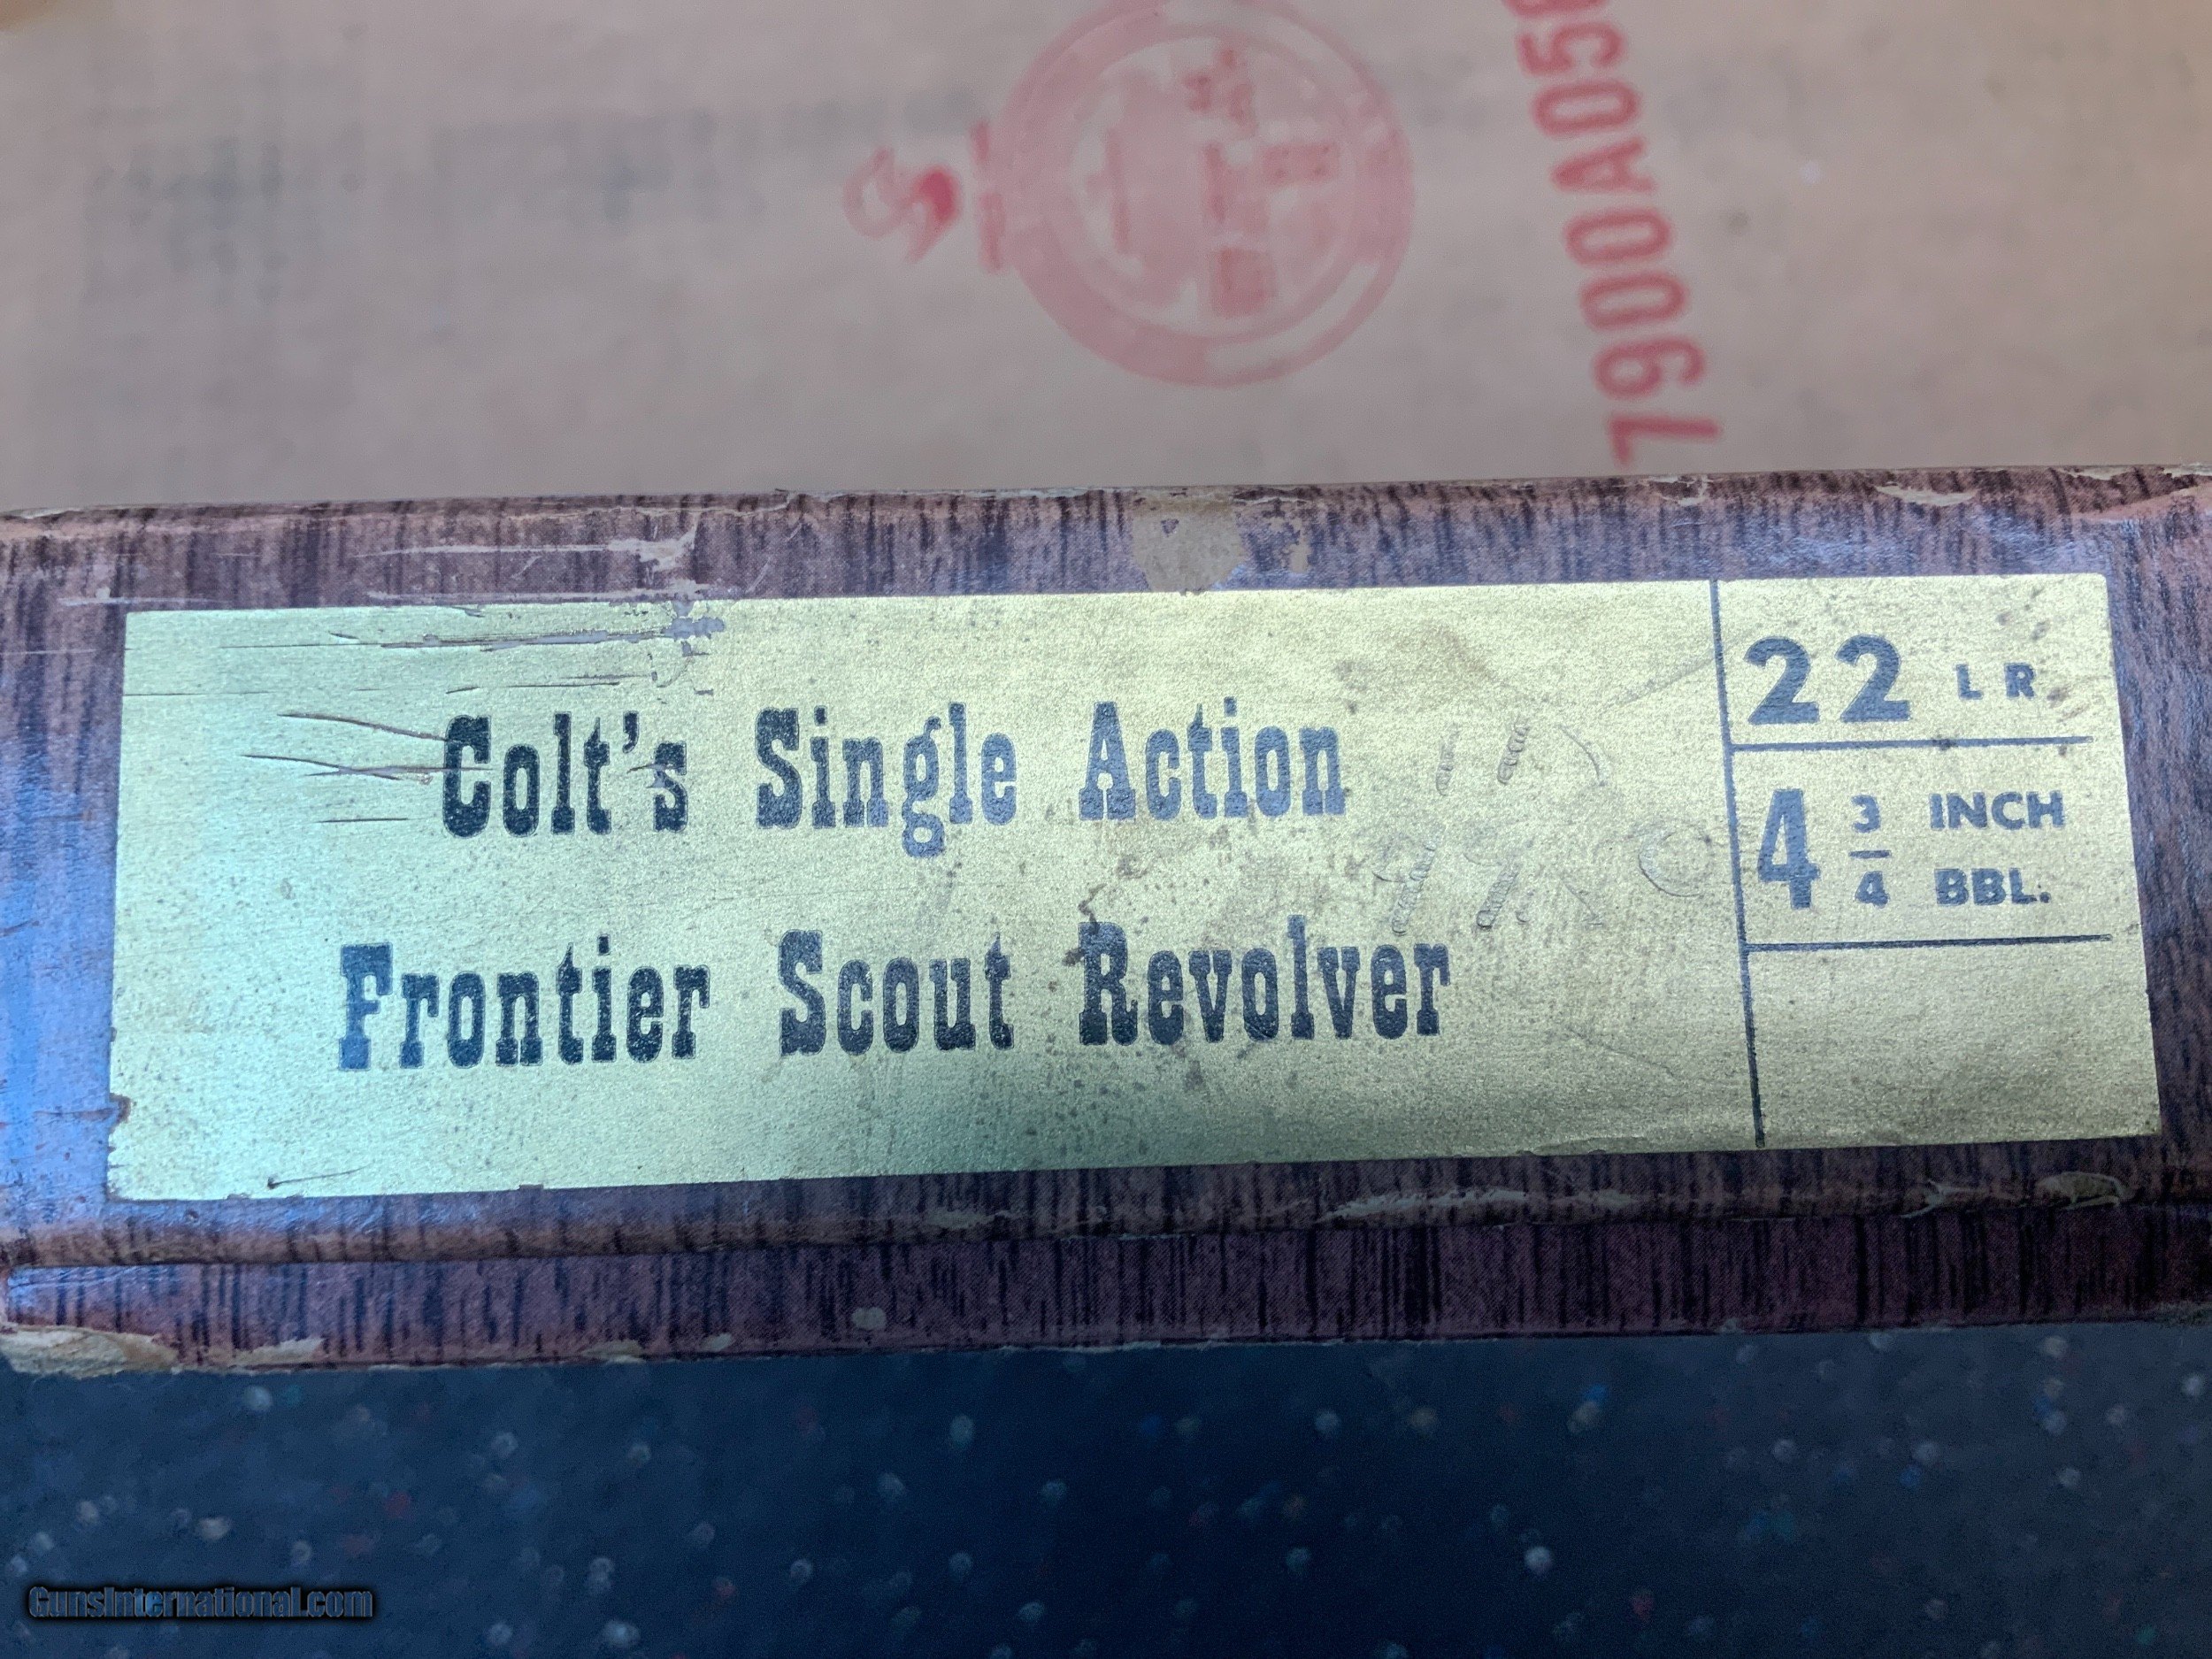 7900A05
Colt's Single Action
Frontier Scout Revolver
22 LR
4 3/4 INCH
BBL.
GunsInternational.com